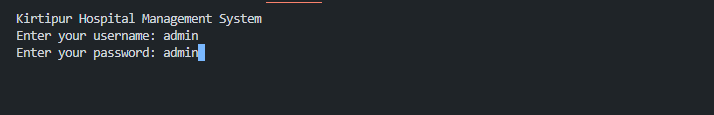 Kirtipur Hospital Management System
Enter your username: admin
Enter your password: admin